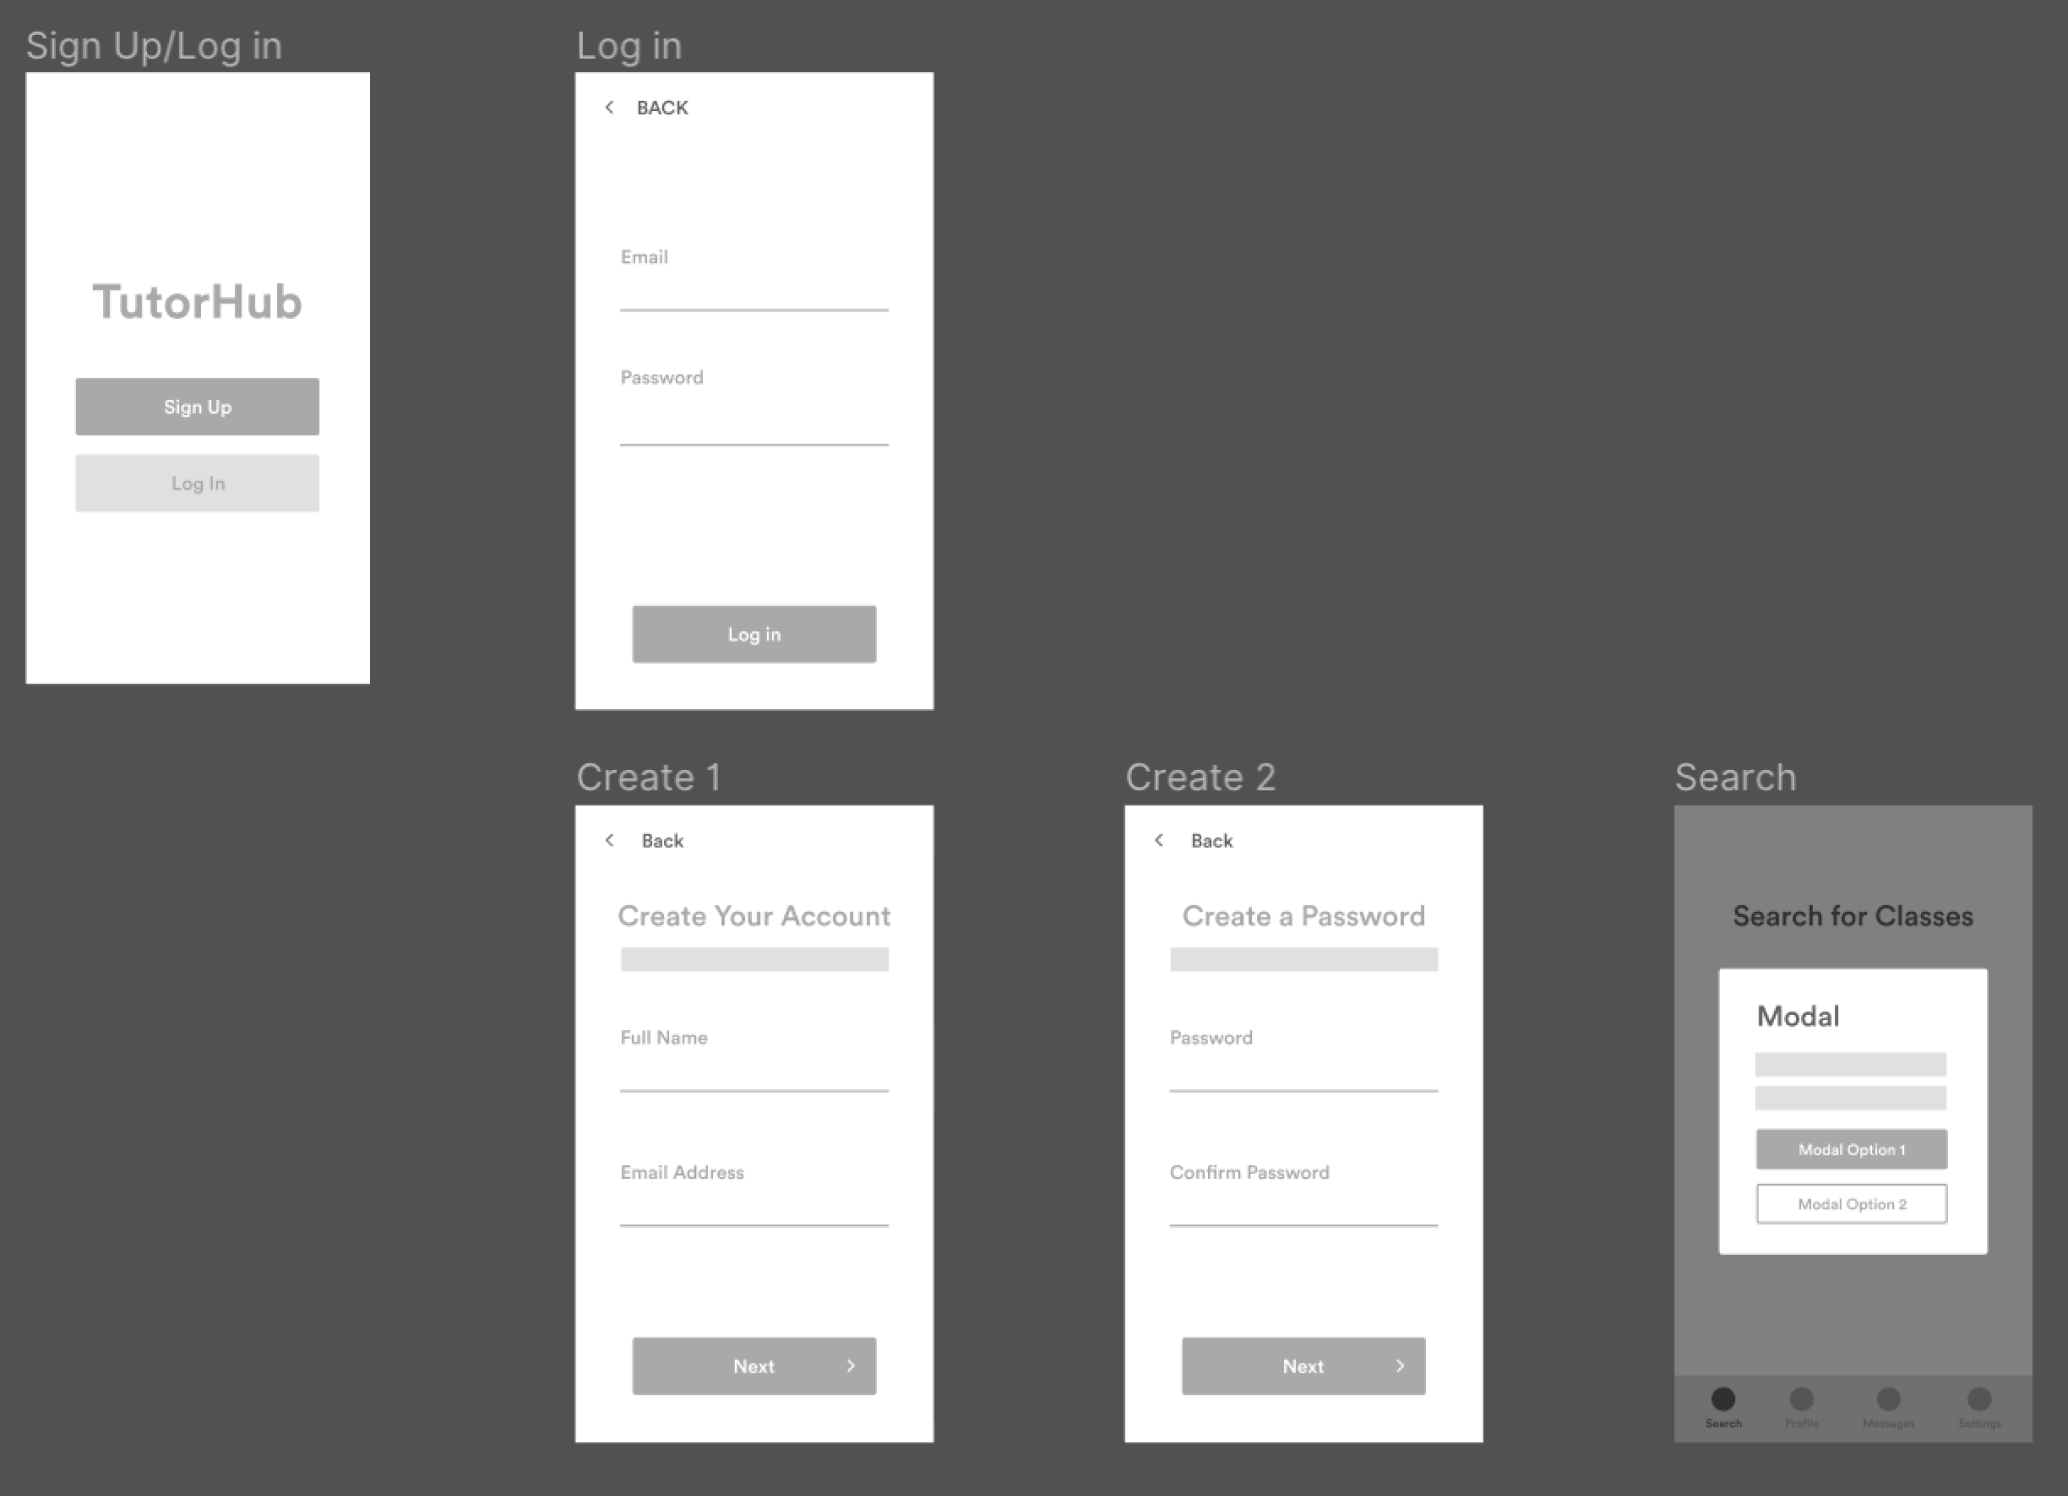 Sign Up/Log in
TutorHub
Sign Up
Log In
Log in
BACK
Email
Password
Log in
Create 1
Back
Create Your Account
Full Name
Email Address
Next
Create 2
Back
Create a Password
Password
Confirm Password
Next
Search
Search for Classes
Modal
Modal Option 1
Modal Option 2
Search Profile Messages Settings